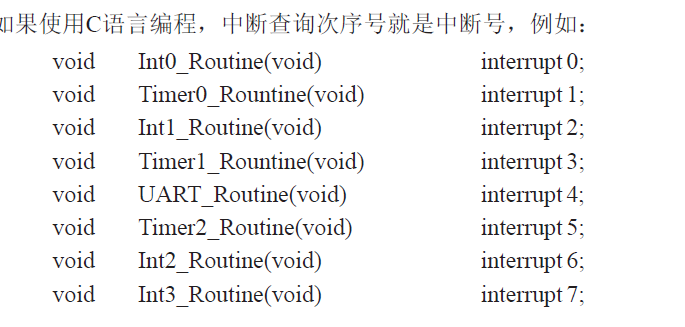 如果使用C语言编程，中断查询次序号就是中断号，例如：
void Int0_Routine(void) interrupt 0;
void Timer0_Rountine(void) interrupt 1;
void Int1_Routine(void) interrupt 2;
void Timer1_Rountine(void) interrupt 3;
void UART_Routine(void) interrupt 4;
void Timer2_Routine(void) interrupt 5;
void Int2_Routine(void) interrupt 6;
void Int3_Routine(void) interrupt 7;